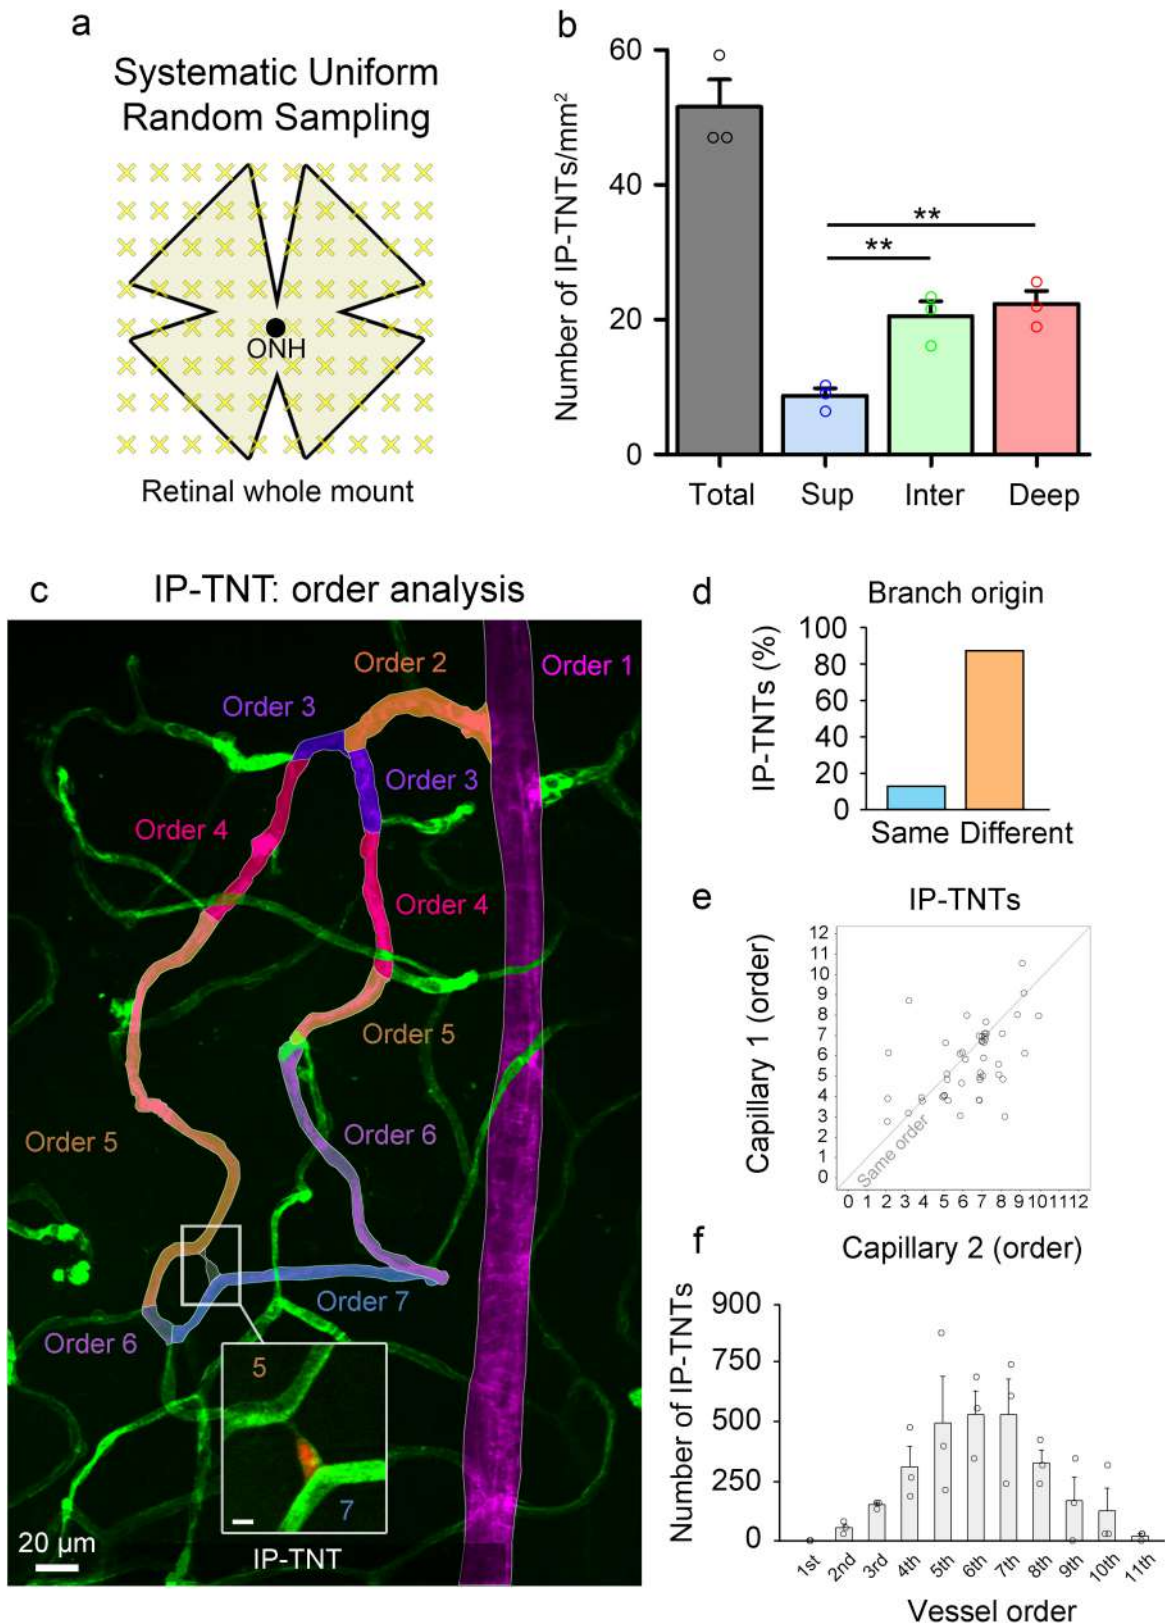 a
Systematic Uniform
Random Sampling
ONH
Retinal whole mount
b
Number of IP-TNTs/mm²
60
40
20
0
**
**
Total Sup Inter Deep
c
IP-TNT: order analysis
Order 2
Order 1
Order 3
Order 3
Order 4
Order 4
Order 5
Order 5
Order 6
Order 7
Order 6
5
7
20 µm
IP-TNT
d
Branch origin
IP-TNTs (%)
100
80
60
40
20
0
Same Different
e
IP-TNTs
Capillary 1 (order)
12
11
10
9
8
7
6
5
4
3
2
1
0
Same order
0 1 2 3 4 5 6 7 8 9 10 11 12
Capillary 2 (order)
f
Number of IP-TNTs
900
750
500
250
0
1st 2nd 3rd 4th 5th 6th 7th 8th 9th 10th 11th
Vessel order